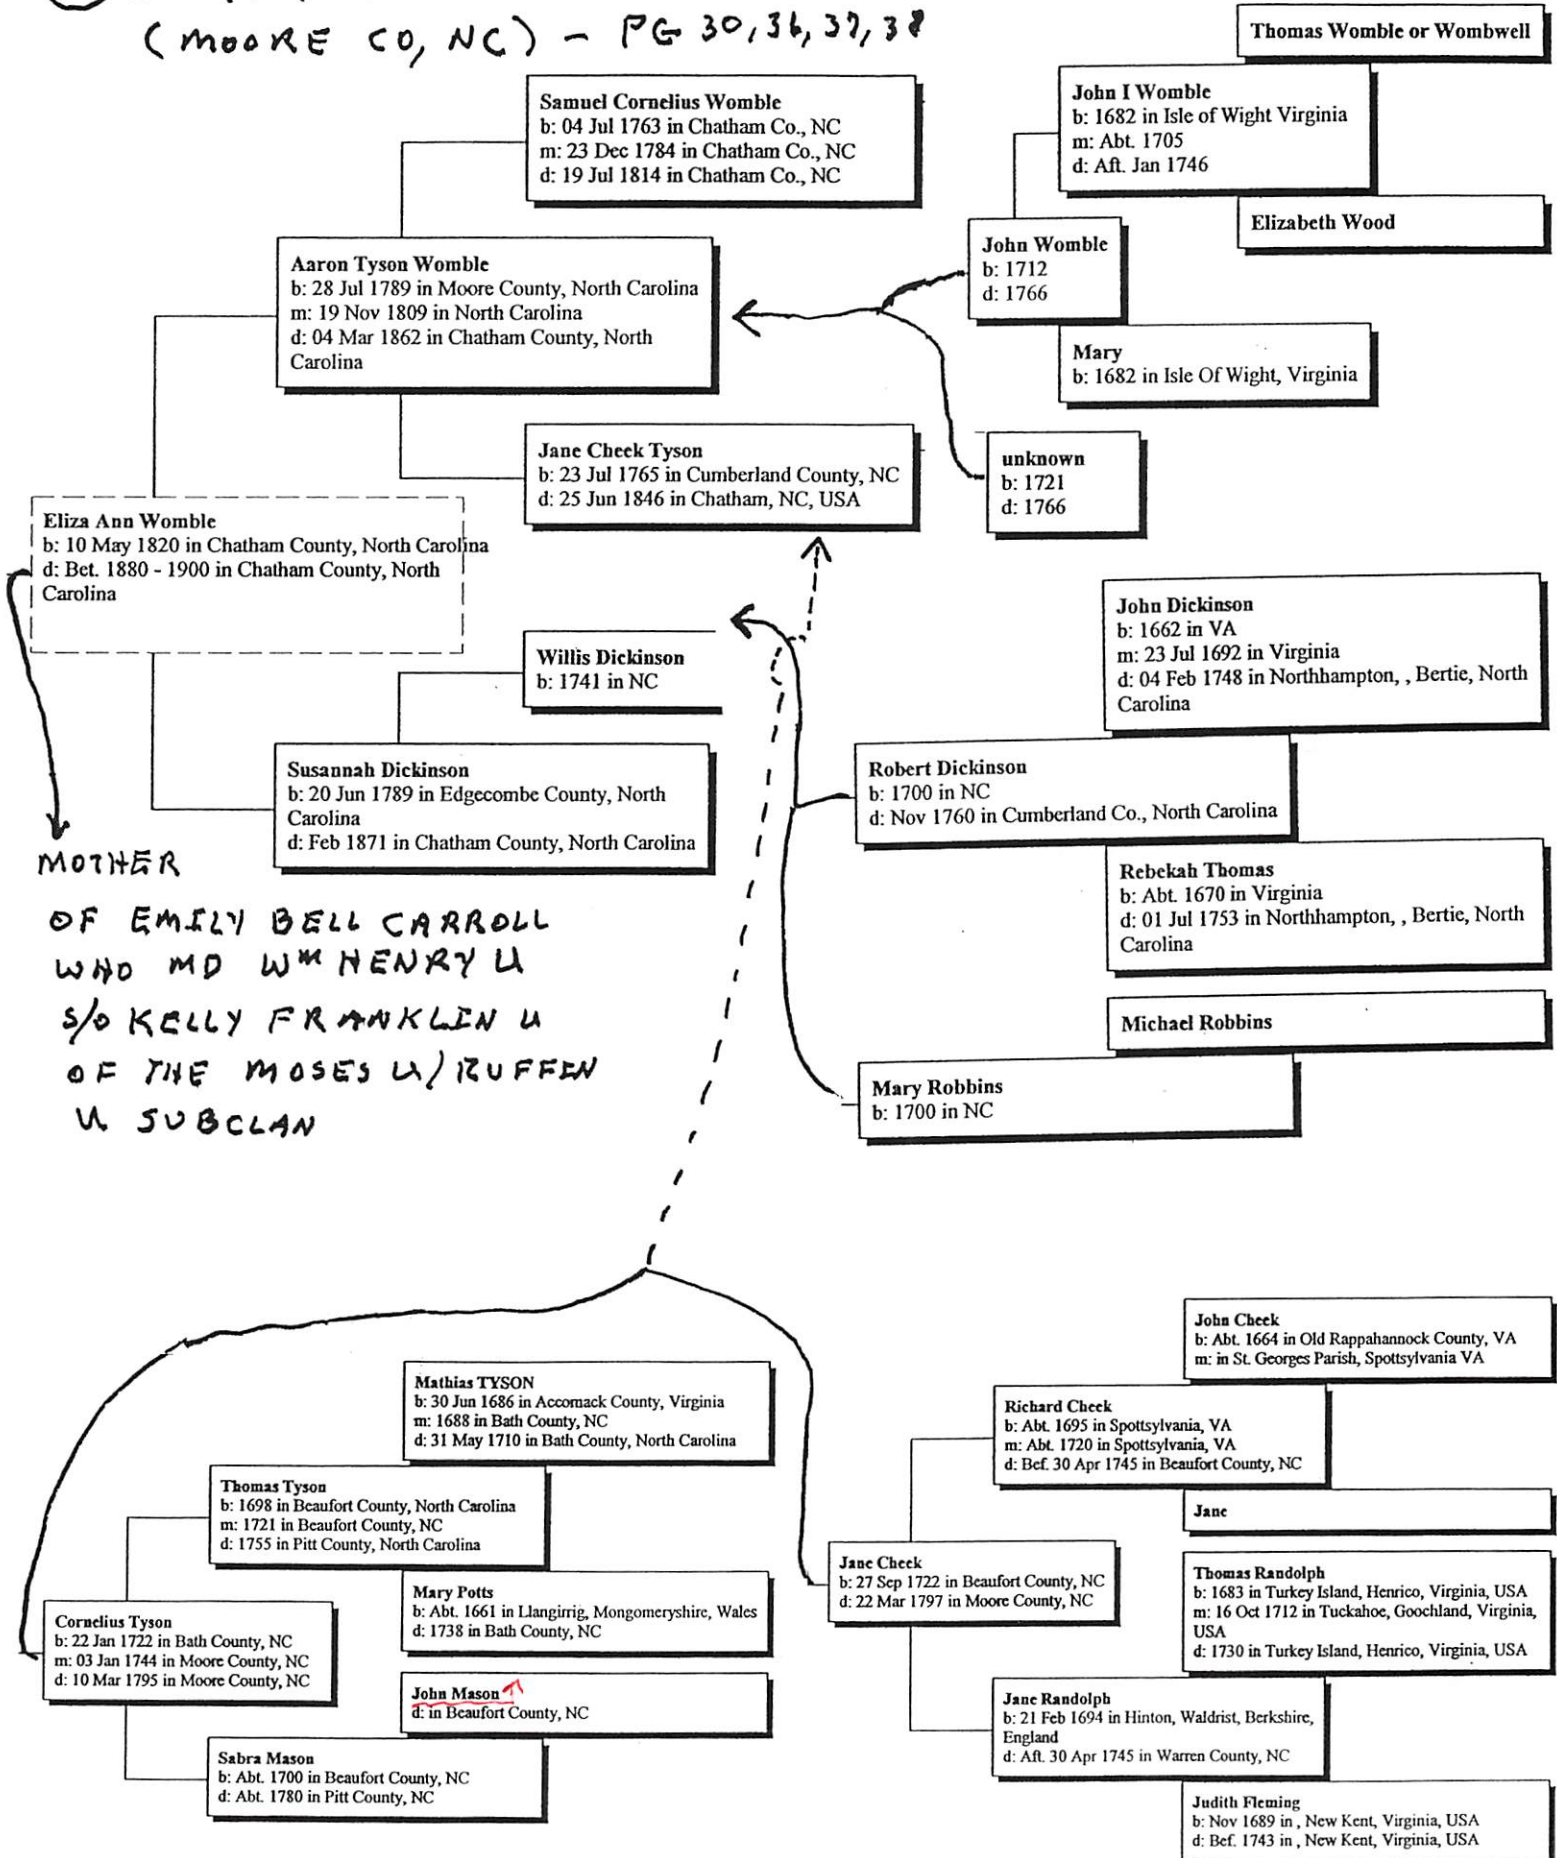 (MOORE CO, NC) - PG 30, 36, 37, 38
Thomas Womble or Wombwell
John I Womble
b: 1682 in Isle of Wight Virginia
m: Abt. 1705
d: Aft. Jan 1746
Elizabeth Wood
Samuel Cornelius Womble
b: 04 Jul 1763 in Chatham Co., NC
m: 23 Dec 1784 in Chatham Co., NC
d: 19 Jul 1814 in Chatham Co., NC
John Womble
b: 1712
d: 1766
Aaron Tyson Womble
b: 28 Jul 1789 in Moore County, North Carolina
m: 19 Nov 1809 in North Carolina
d: 04 Mar 1862 in Chatham County, North
Carolina
Mary
b: 1682 in Isle Of Wight, Virginia
Jane Cheek Tyson
b: 23 Jul 1765 in Cumberland County, NC
d: 25 Jun 1846 in Chatham, NC, USA
unknown
b: 1721
d: 1766
Eliza Ann Womble
b: 10 May 1820 in Chatham County, North Carolina
d: Bet. 1880 - 1900 in Chatham County, North
Carolina
Willis Dickinson
b: 1741 in NC
John Dickinson
b: 1662 in VA
m: 23 Jul 1692 in Virginia
d: 04 Feb 1748 in Northhampton, , Bertie, North
Carolina
Susannah Dickinson
b: 20 Jun 1789 in Edgecombe County, North
Carolina
d: Feb 1871 in Chatham County, North Carolina
Robert Dickinson
b: 1700 in NC
d: Nov 1760 in Cumberland Co., North Carolina
Rebekah Thomas
b: Abt. 1670 in Virginia
d: 01 Jul 1753 in Northhampton, , Bertie, North
Carolina
Michael Robbins
Mary Robbins
b: 1700 in NC
MOTHER
OF EMILY BELL CARROLL
WHO MD WM HENRY U
S/O KELLY FRANKLIN U
OF THE MOSES U/RUFFIN
U SUBCLAN
Mathias TYSON
b: 30 Jun 1686 in Accomack County, Virginia
m: 1688 in Bath County, NC
d: 31 May 1710 in Bath County, North Carolina
Thomas Tyson
b: 1698 in Beaufort County, North Carolina
m: 1721 in Beaufort County, NC
d: 1755 in Pitt County, North Carolina
Mary Potts
b: Abt. 1661 in Llangirrig, Mongomeryshire, Wales
d: 1738 in Bath County, NC
Cornelius Tyson
b: 22 Jan 1722 in Bath County, NC
m: 03 Jan 1744 in Moore County, NC
d: 10 Mar 1795 in Moore County, NC
John Mason
d: in Beaufort County, NC
Sabra Mason
b: Abt. 1700 in Beaufort County, NC
d: Abt. 1780 in Pitt County, NC
John Cheek
b: Abt. 1664 in Old Rappahannock County, VA
m: in St. Georges Parish, Spottsylvania VA
Richard Cheek
b: Abt. 1695 in Spottsylvania, VA
m: Abt. 1720 in Spottsylvania, VA
d: Bef. 30 Apr 1745 in Beaufort County, NC
Jane
Jane Cheek
b: 27 Sep 1722 in Beaufort County, NC
d: 22 Mar 1797 in Moore County, NC
Thomas Randolph
b: 1683 in Turkey Island, Henrico, Virginia, USA
m: 16 Oct 1712 in Tuckahoe, Goochland, Virginia,
USA
d: 1730 in Turkey Island, Henrico, Virginia, USA
Jane Randolph
b: 21 Feb 1694 in Hinton, Waldrist, Berkshire,
England
d: Aft. 30 Apr 1745 in Warren County, NC
Judith Fleming
b: Nov 1689 in , New Kent, Virginia, USA
d: Bef. 1743 in , New Kent, Virginia, USA